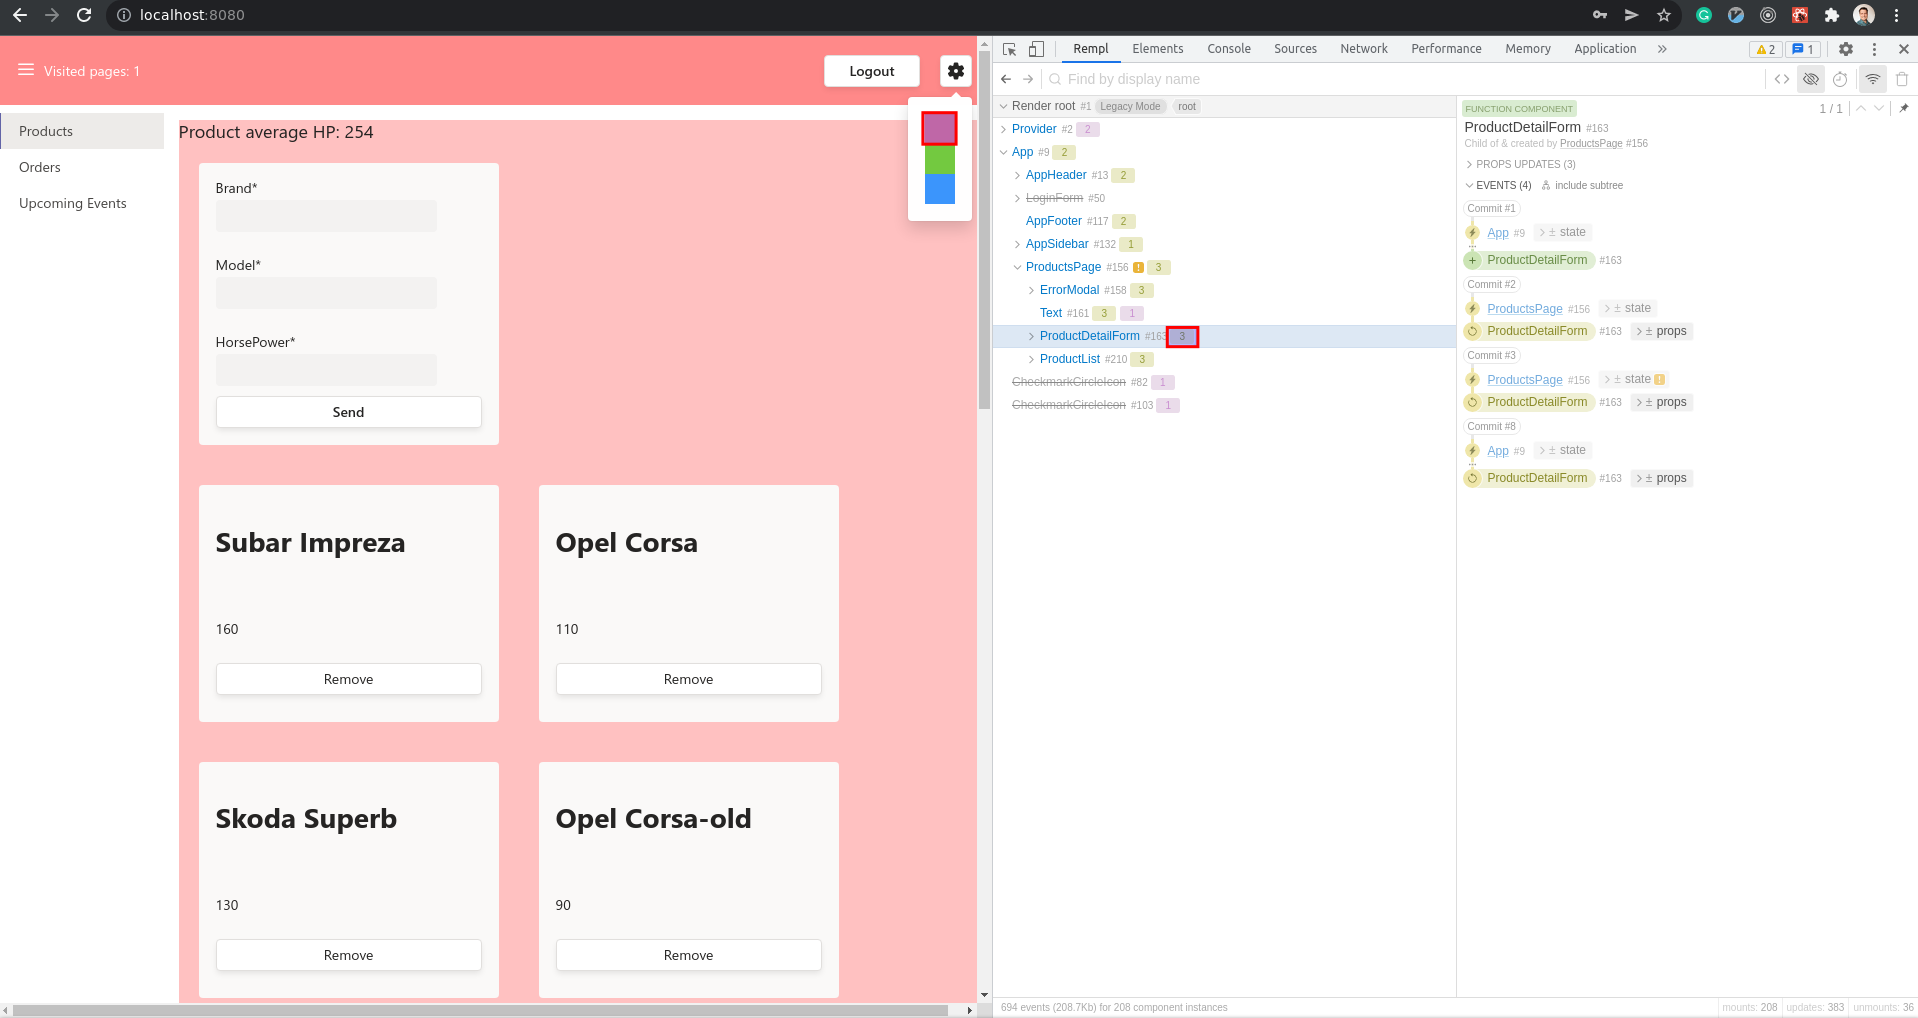 localhost:8080
Visited pages: 1
Logout
Products
Orders
Upcoming Events
Product average HP: 254
Brand*
Model*
HorsePower*
Send
Subar Impreza
160
Remove
Opel Corsa
110
Remove
Skoda Superb
130
Remove
Opel Corsa-old
90
Remove
Rempl Elements Console Sources Network Performance Memory Application » 2 1
Find by display name
Render root #1 Legacy Mode root
Provider #2 2
App #9 2
AppHeader #13 2
LoginForm #50
AppFooter #117 2
AppSidebar #132 1
ProductsPage #156 ! 3
ErrorModal #158 3
Text #161 3 1
ProductDetailForm #163 3
ProductList #210 3
CheckmarkCircleIcon #82 1
CheckmarkCircleIcon #103 1
FUNCTION COMPONENT 1 / 1
ProductDetailForm #163
Child of & created by ProductsPage #156
PROPS UPDATES (3)
EVENTS (4) include subtree
Commit #1
App #9 ± state
+ ProductDetailForm #163
Commit #2
ProductsPage #156 ± state
ProductDetailForm #163 ± props
Commit #3
ProductsPage #156 ± state !
ProductDetailForm #163 ± props
Commit #8
App #9 ± state
ProductDetailForm #163 ± props
694 events (208.7Kb) for 208 component instances mounts: 208 updates: 383 unmounts: 36